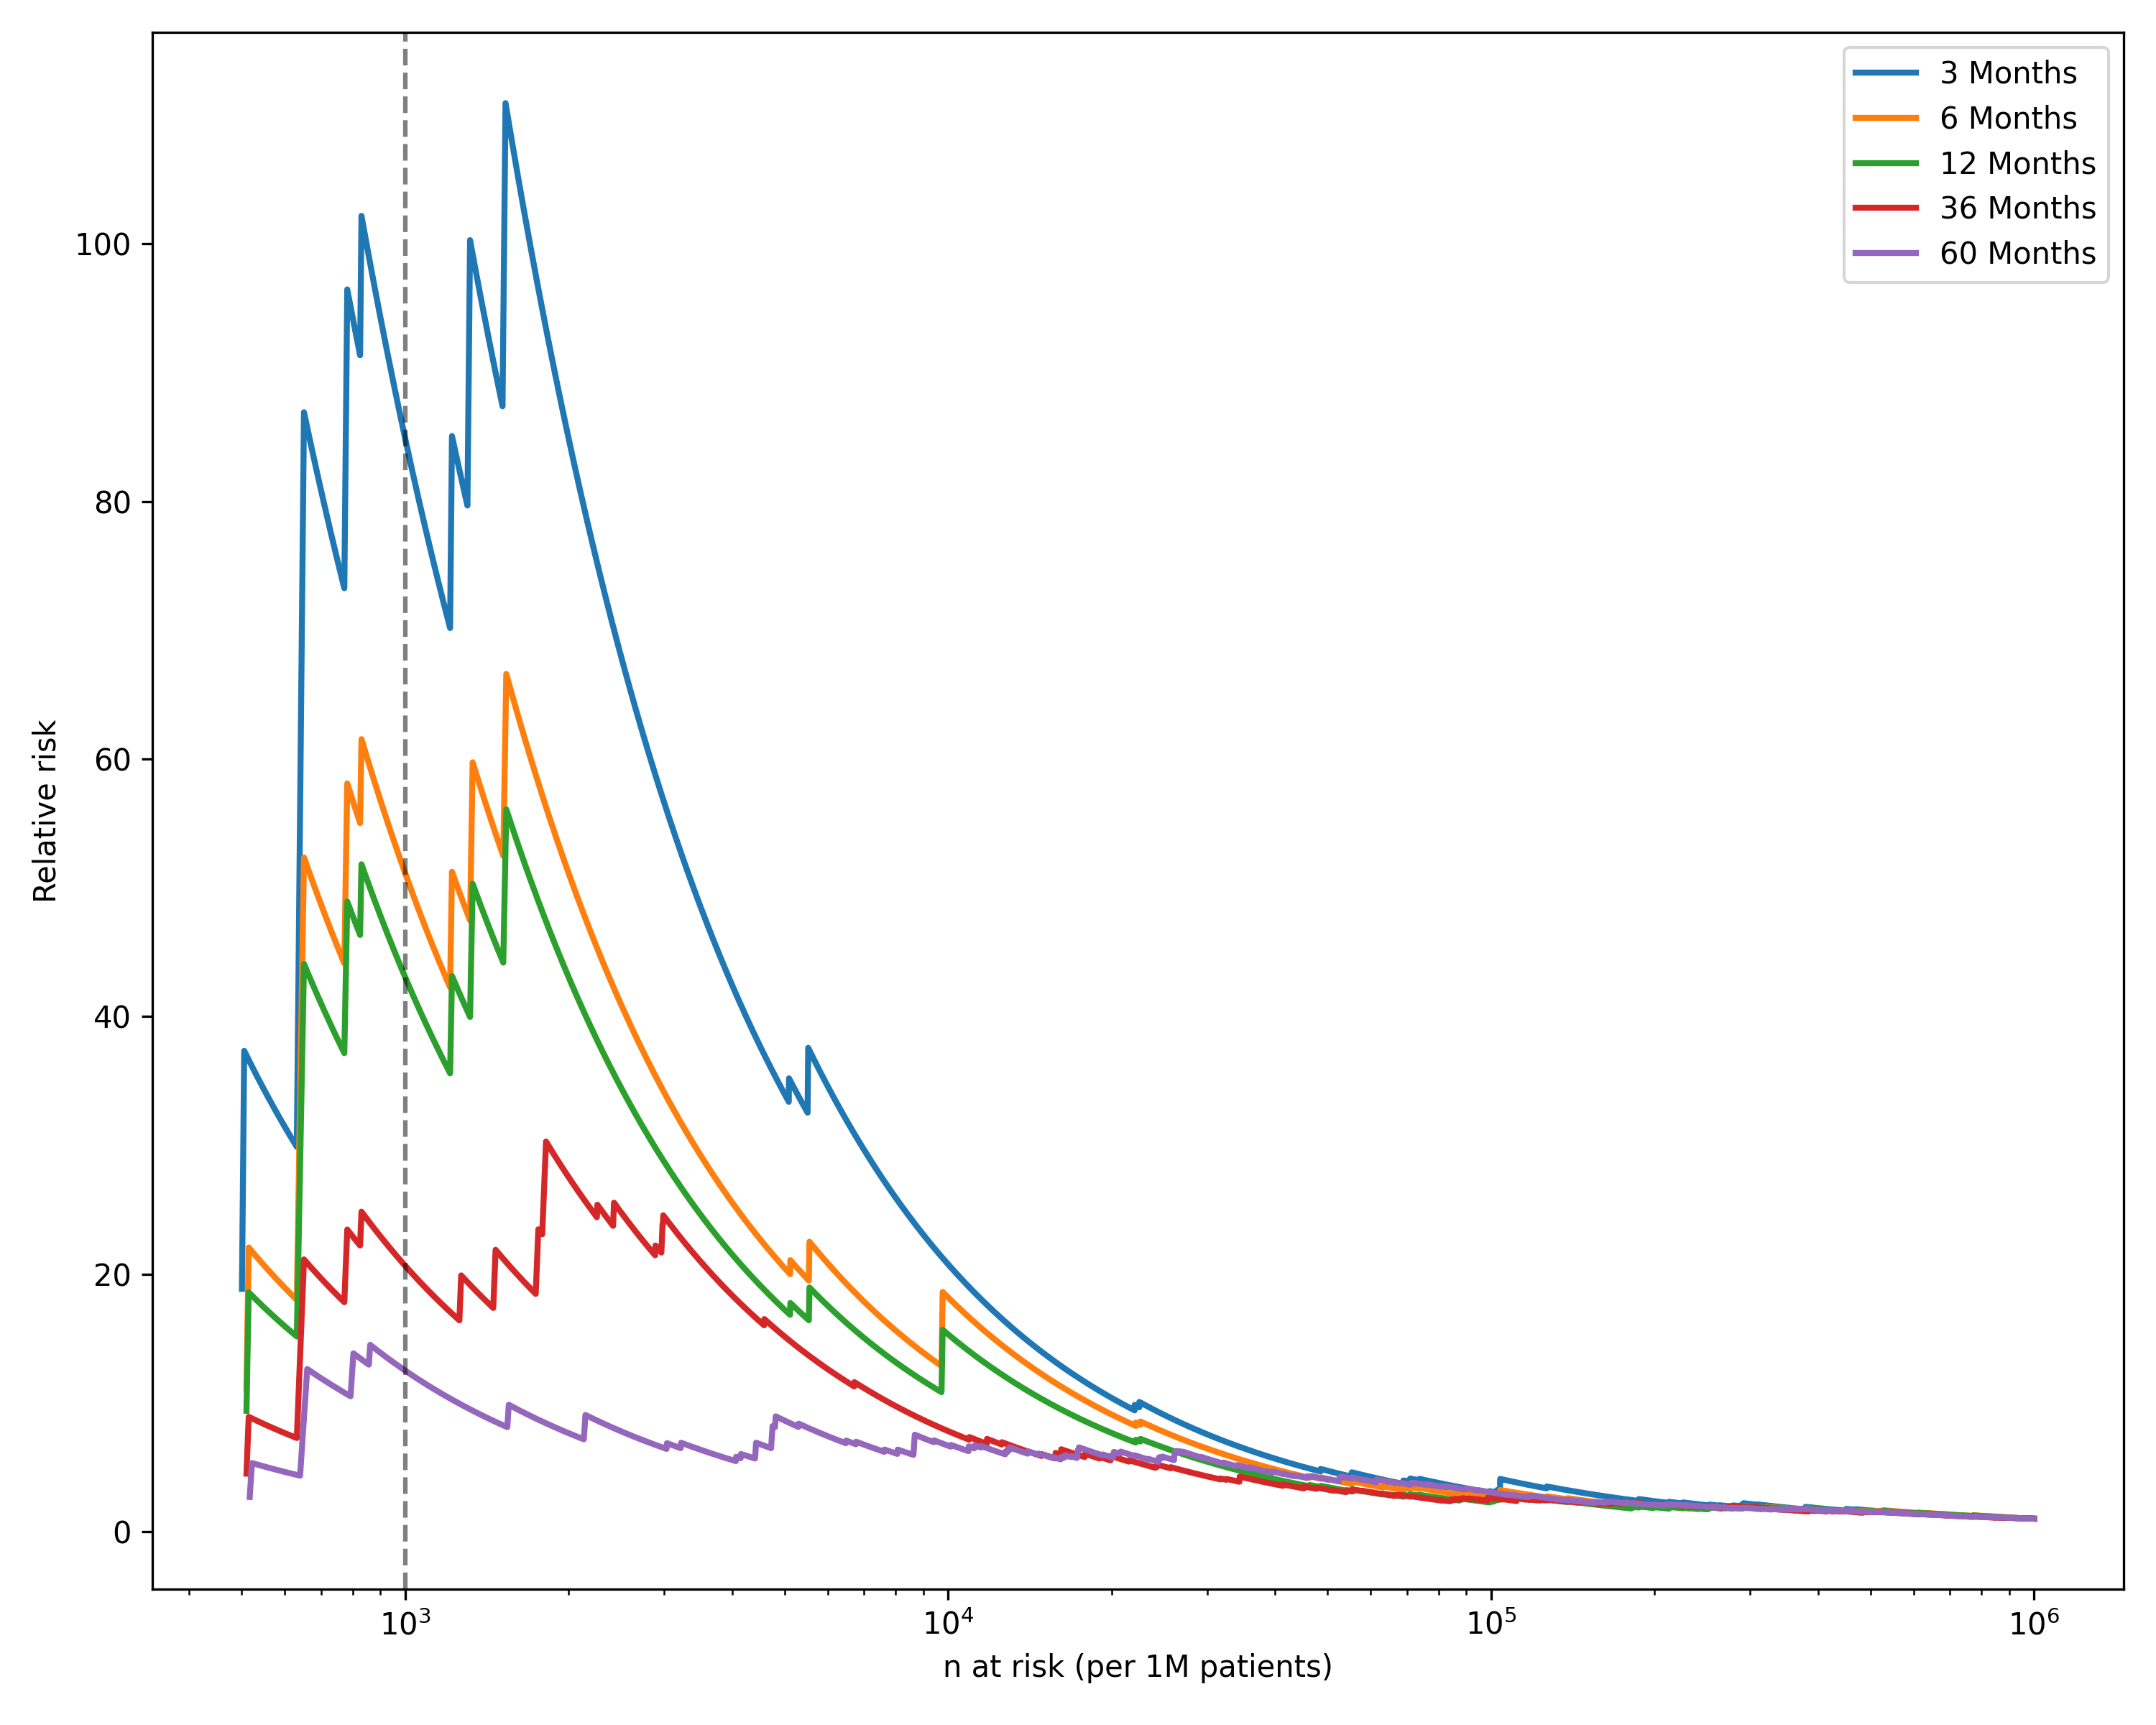 3 Months
6 Months
12 Months
36 Months
60 Months
100
80
60
40
20
0
Relative risk
10³
10⁴
10⁵
10⁶
n at risk (per 1M patients)